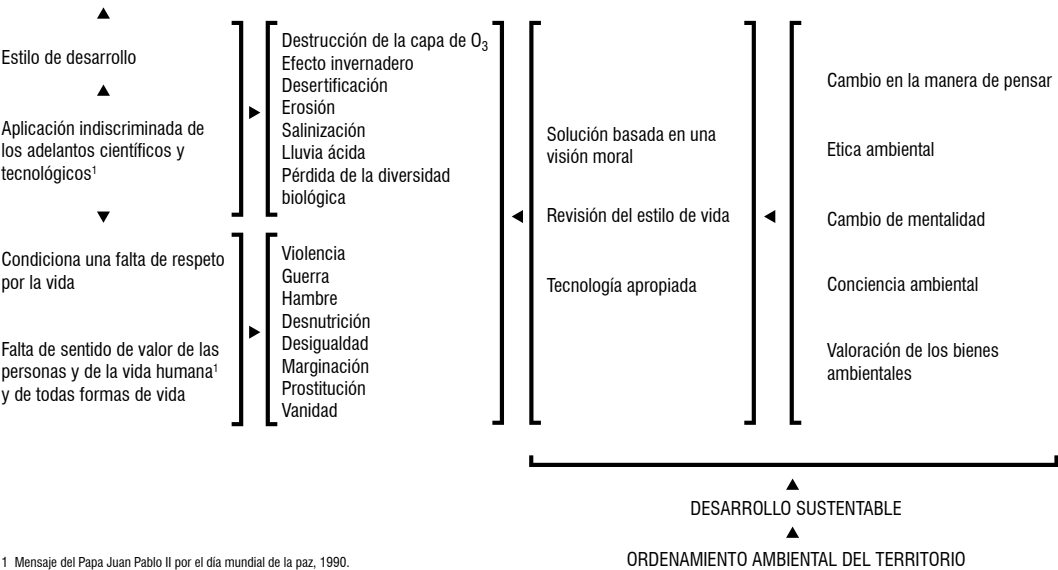 Estilo de desarrollo
Aplicación indiscriminada de
los adelantos científicos y
tecnológicos¹
Condiciona una falta de respeto
por la vida
Falta de sentido de valor de las
personas y de la vida humana¹
y de todas formas de vida
Destrucción de la capa de O₃
Efecto invernadero
Desertificación
Erosión
Salinización
Lluvia ácida
Pérdida de la diversidad
biológica
Violencia
Guerra
Hambre
Desnutrición
Desigualdad
Marginación
Prostitución
Vanidad
Solución basada en una
visión moral
Revisión del estilo de vida
Tecnología apropiada
Cambio en la manera de pensar
Etica ambiental
Cambio de mentalidad
Conciencia ambiental
Valoración de los bienes
ambientales
DESARROLLO SUSTENTABLE
ORDENAMIENTO AMBIENTAL DEL TERRITORIO
1 Mensaje del Papa Juan Pablo II por el día mundial de la paz, 1990.